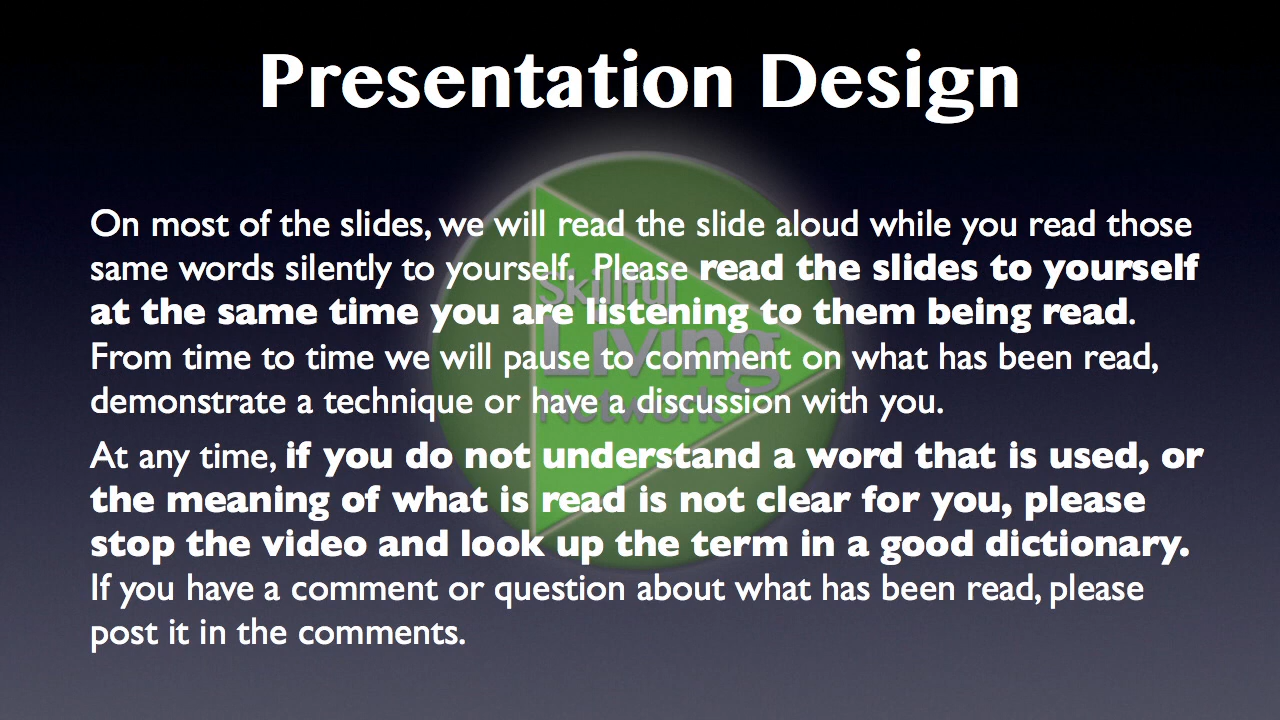 Presentation Design
On most of the slides, we will read the slide aloud while you read those
same words silently to yourself.  Please read the slides to yourself
at the same time you are listening to them being read.
From time to time we will pause to comment on what has been read,
demonstrate a technique or have a discussion with you.
At any time, if you do not understand a word that is used, or
the meaning of what is read is not clear for you, please
stop the video and look up the term in a good dictionary.
If you have a comment or question about what has been read, please
post it in the comments.
Skillful
Living
Network